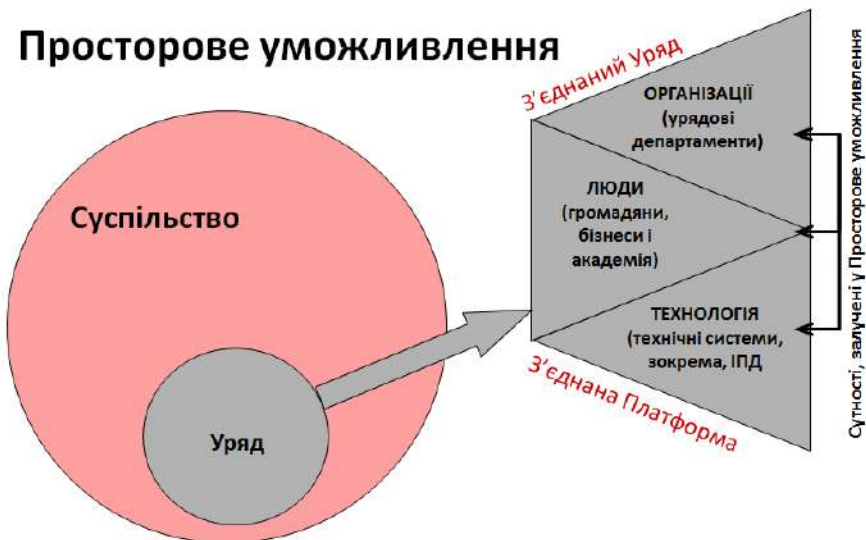 Просторове уможливлення
Суспільство
Уряд
З’єднаний Уряд
ОРГАНІЗАЦІЇ
(урядові
департаменти)
ЛЮДИ
(громадяни,
бізнеси і
академія)
ТЕХНОЛОГІЯ
(технічні системи,
зокрема, ІПД
З’єднана Платформа
Сутності, залучені у Просторове уможливлення